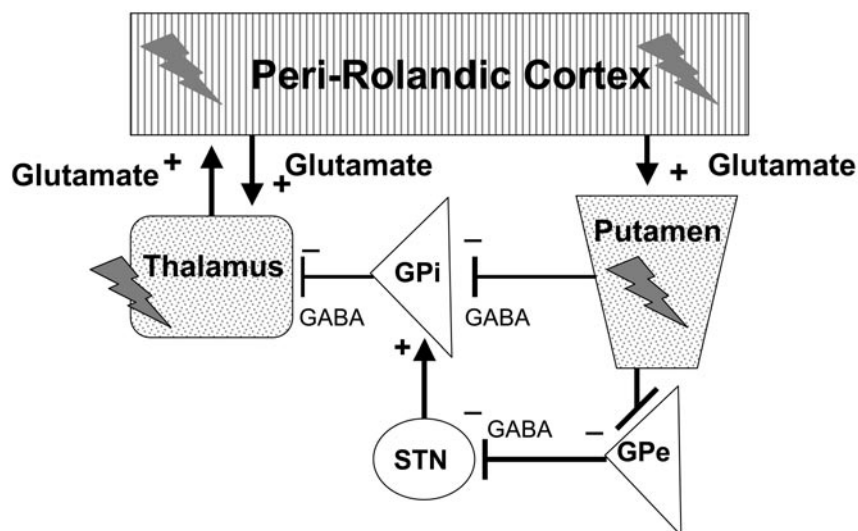 Peri-Rolandic Cortex
+
Glutamate
+
Glutamate
+
Glutamate
Thalamus
–
GABA
GPi
–
GABA
Putamen
+
STN
–
GABA
–
GPe